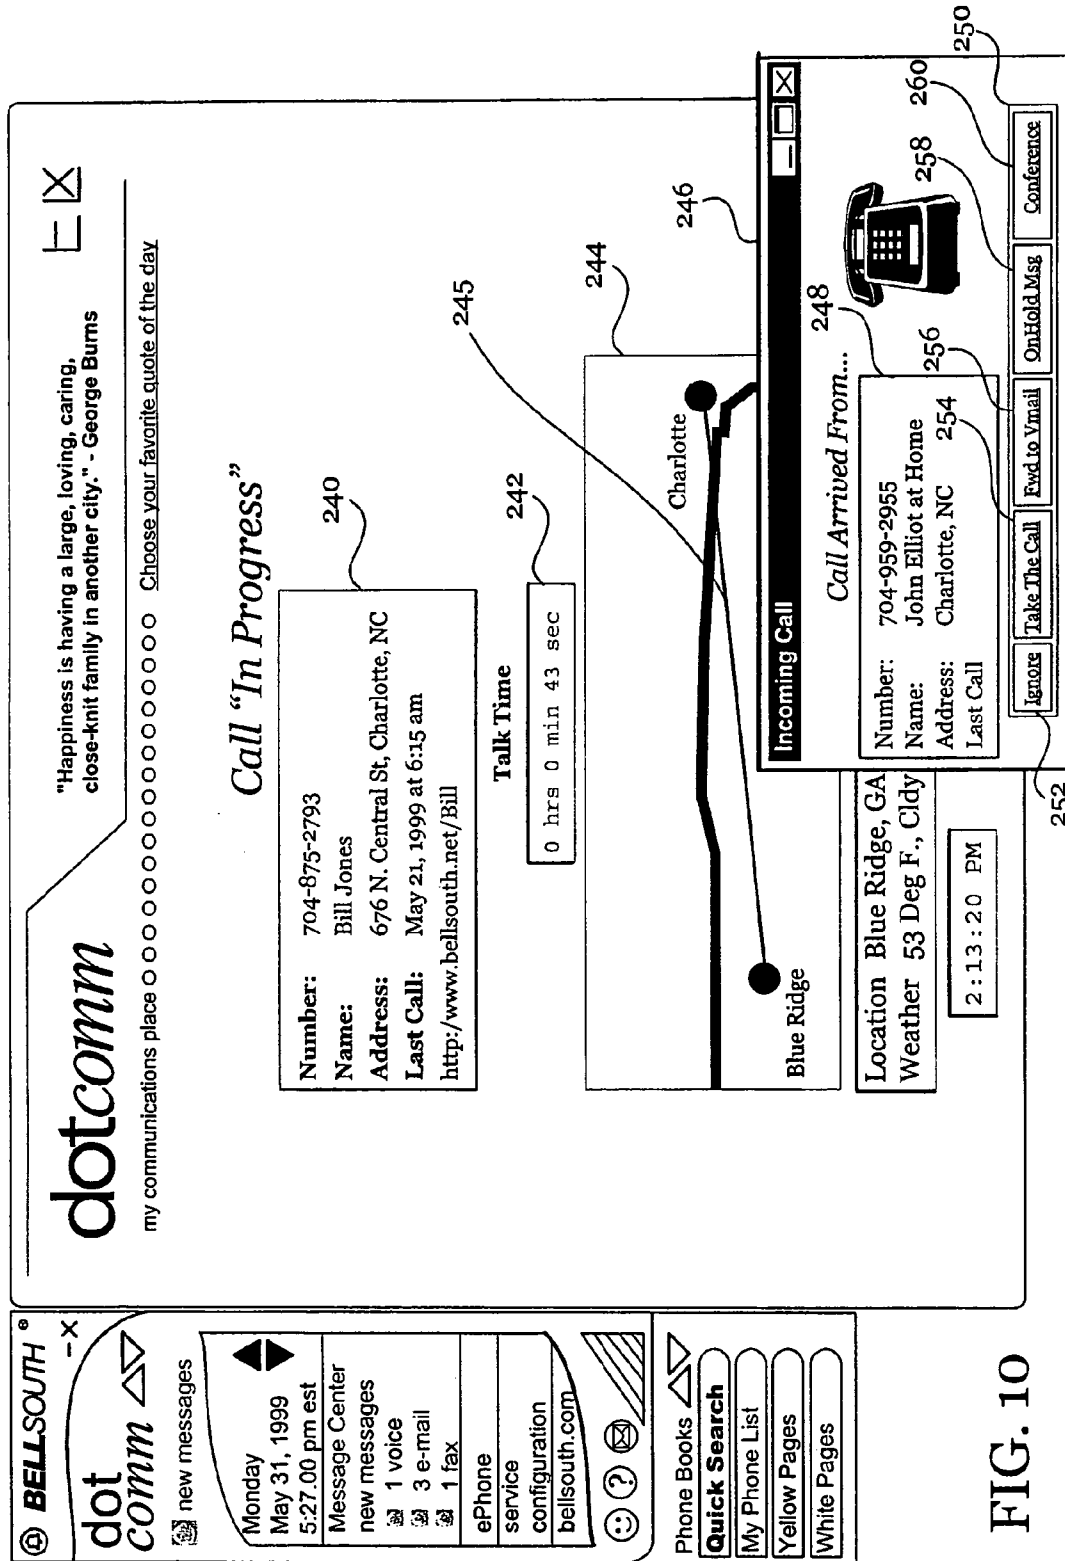 BELLSOUTH ®
dot
comm
new messages
Monday
May 31, 1999
5:27.00 pm est
Message Center
new messages
1 voice
3 e-mail
1 fax
ePhone
service
configuration
bellsouth.com
?
Phone Books
Quick Search
My Phone List
Yellow Pages
White Pages
dotcomm
"Happiness is having a large, loving, caring,
close-knit family in another city." - George Burns
my communications place
Choose your favorite quote of the day
Call “In Progress”
Number: 704-875-2793
Name: Bill Jones
Address: 676 N. Central St, Charlotte, NC
Last Call: May 21, 1999 at 6:15 am
http:/www.bellsouth.net/Bill
240
Talk Time
242
0 hrs 0 min 43 sec
245
244
Charlotte
Blue Ridge
Location Blue Ridge, GA
Weather 53 Deg F., Cldy
2:13:20 PM
246
Incoming Call
Call Arrived From...
248
Number: 704-959-2955
Name: John Elliot at Home
Address: Charlotte, NC
Last Call
254
256
258
260
250
Ignore
Take The Call
Fwd to Vmail
OnHold Msg
Conference
252
FIG. 10